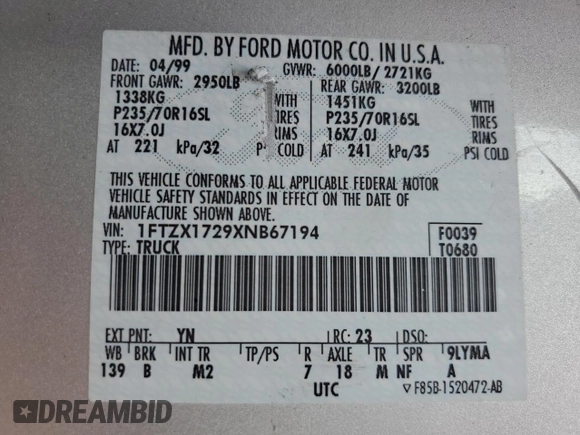 MFD. BY FORD MOTOR CO. IN U.S.A.
DATE: 04/99 GVWR: 6000LB/ 2721KG
FRONT GAWR: 2950LB REAR GAWR: 3200LB
1338KG WITH 1451KG WITH
P235/70R16SL TIRES P235/70R16SL TIRES
16X7.0J RIMS 16X7.0J RIMS
AT 221 kPa/32 PSI COLD AT 241 kPa/35 PSI COLD
THIS VEHICLE CONFORMS TO ALL APPLICABLE FEDERAL MOTOR
VEHICLE SAFETY STANDARDS IN EFFECT ON THE DATE OF
MANUFACTURE SHOWN ABOVE.
VIN: 1FTZX1729XNB67194 F0039
TYPE: TRUCK T0680
EXT PNT: YN RC: 23 DSO:
WB BRK INT TR TP/PS R AXLE TR SPR 9LYMA
139 B M2 7 18 M NF A
UTC ▽ F85B-1520472-AB
DREAMBID